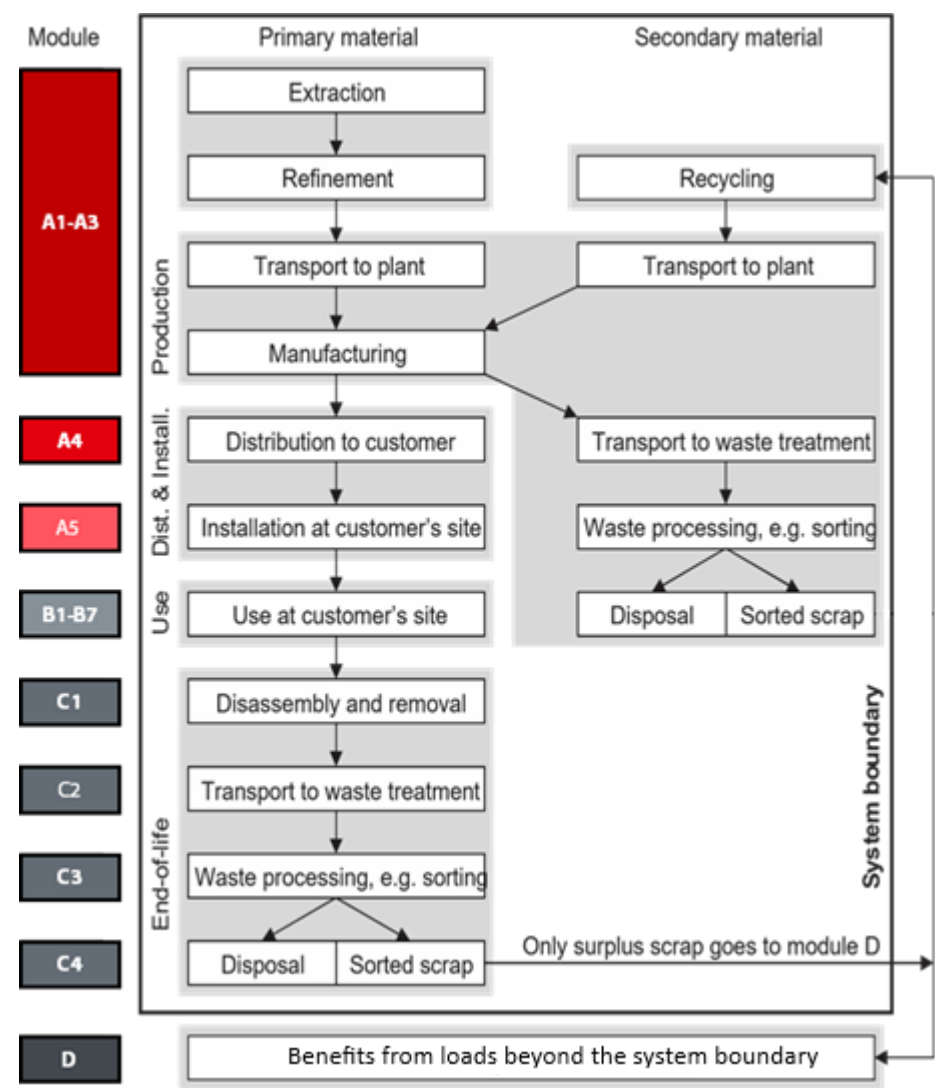 Module
Primary material
Secondary material
A1-A3
Extraction
Refinement
Recycling
Production
Transport to plant
Transport to plant
Manufacturing
A4
Dist. & Install.
Distribution to customer
Transport to waste treatment
A5
Installation at customer's site
Waste processing, e.g. sorting
B1-B7
Use
Use at customer's site
Disposal
Sorted scrap
C1
Disassembly and removal
System boundary
C2
Transport to waste treatment
End-of-life
C3
Waste processing, e.g. sorting
C4
Disposal
Sorted scrap
Only surplus scrap goes to module D
D
Benefits from loads beyond the system boundary